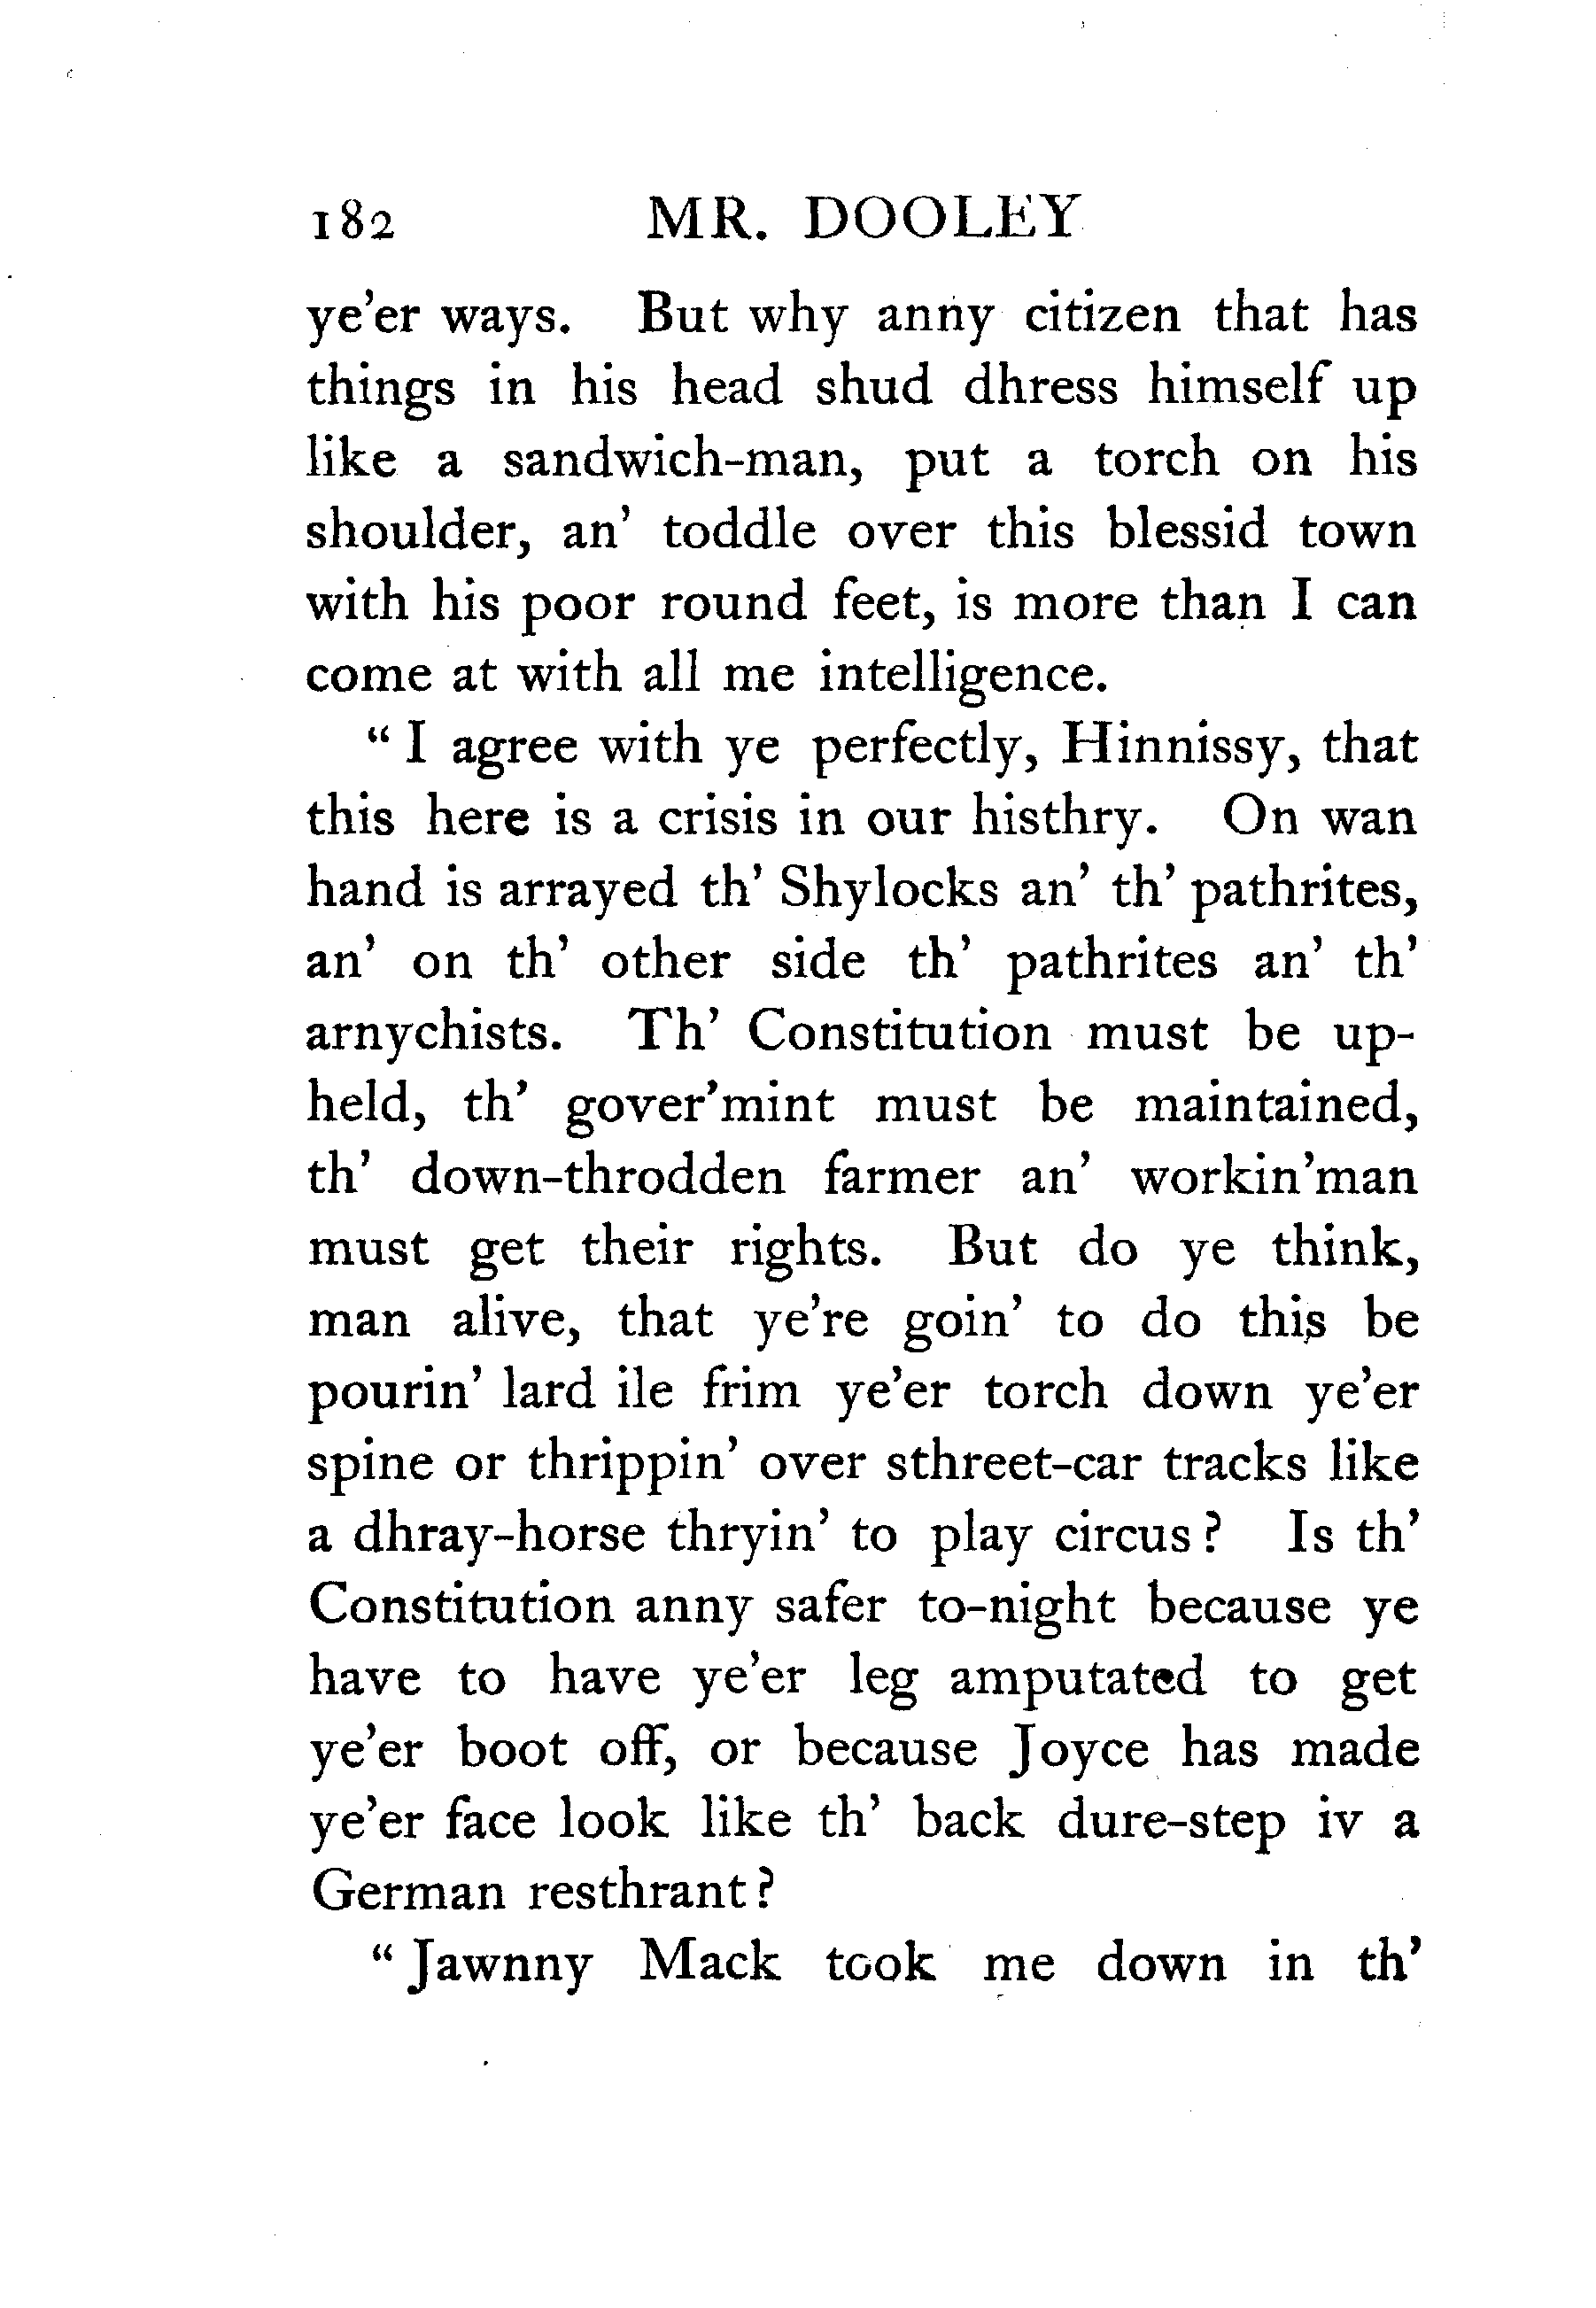 182 MR. DOOLEY
ye'er ways. But why anny citizen that has
things in his head shud dhress himself up
like a sandwich-man, put a torch on his
shoulder, an' toddle over this blessid town
with his poor round feet, is more than I can
come at with all me intelligence.
" I agree with ye perfectly, Hinnissy, that
this here is a crisis in our histhry. On wan
hand is arrayed th' Shylocks an' th' pathrites,
an' on th' other side th' pathrites an' th'
arnychists. Th' Constitution must be up-
held, th' gover'mint must be maintained,
th' down-throdden farmer an' workin'man
must get their rights. But do ye think,
man alive, that ye're goin' to do this be
pourin' lard ile frim ye'er torch down ye'er
spine or thrippin' over sthreet-car tracks like
a dhray-horse thryin' to play circus ? Is th'
Constitution anny safer to-night because ye
have to have ye'er leg amputated to get
ye'er boot off, or because Joyce has made
ye'er face look like th' back dure-step iv a
German resthrant ?
" Jawnny Mack took me down in th'